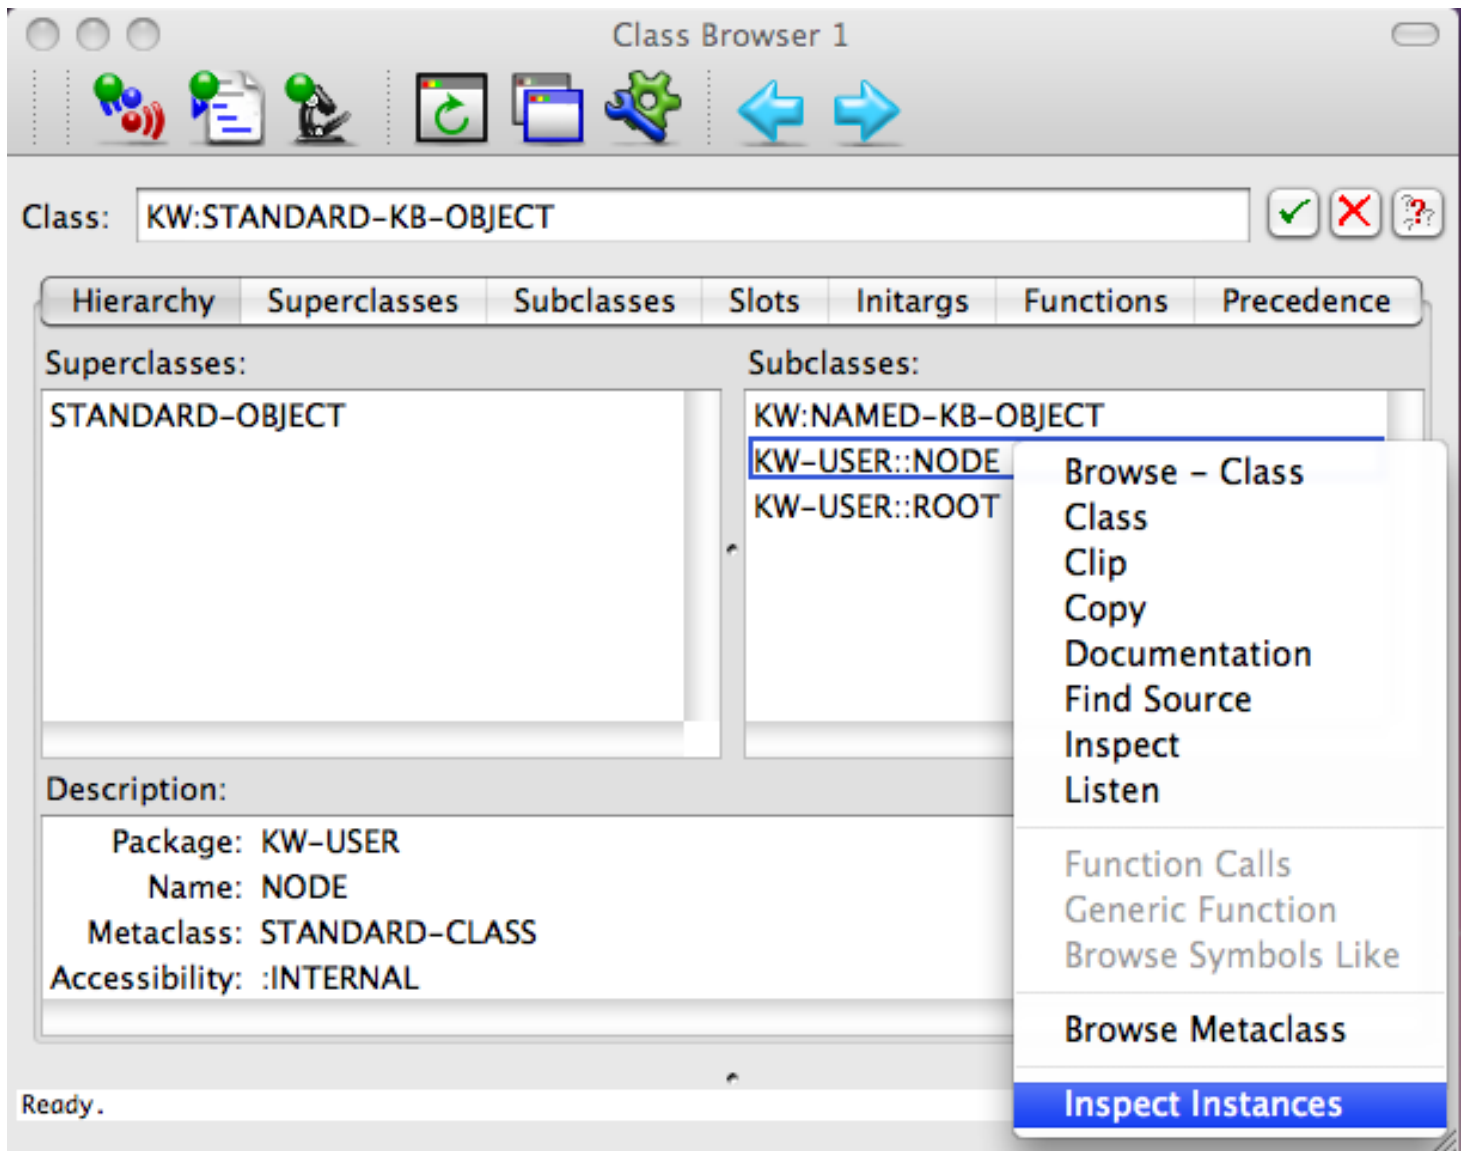 Class Browser 1
Class: KW:STANDARD-KB-OBJECT
Hierarchy Superclasses Subclasses Slots Initargs Functions Precedence
Superclasses:
STANDARD-OBJECT
Subclasses:
KW:NAMED-KB-OBJECT
KW-USER::NODE
KW-USER::ROOT
Browse - Class
Class
Clip
Copy
Documentation
Find Source
Inspect
Listen
Function Calls
Generic Function
Browse Symbols Like
Browse Metaclass
Inspect Instances
Description:
Package: KW-USER
Name: NODE
Metaclass: STANDARD-CLASS
Accessibility: :INTERNAL
Ready.